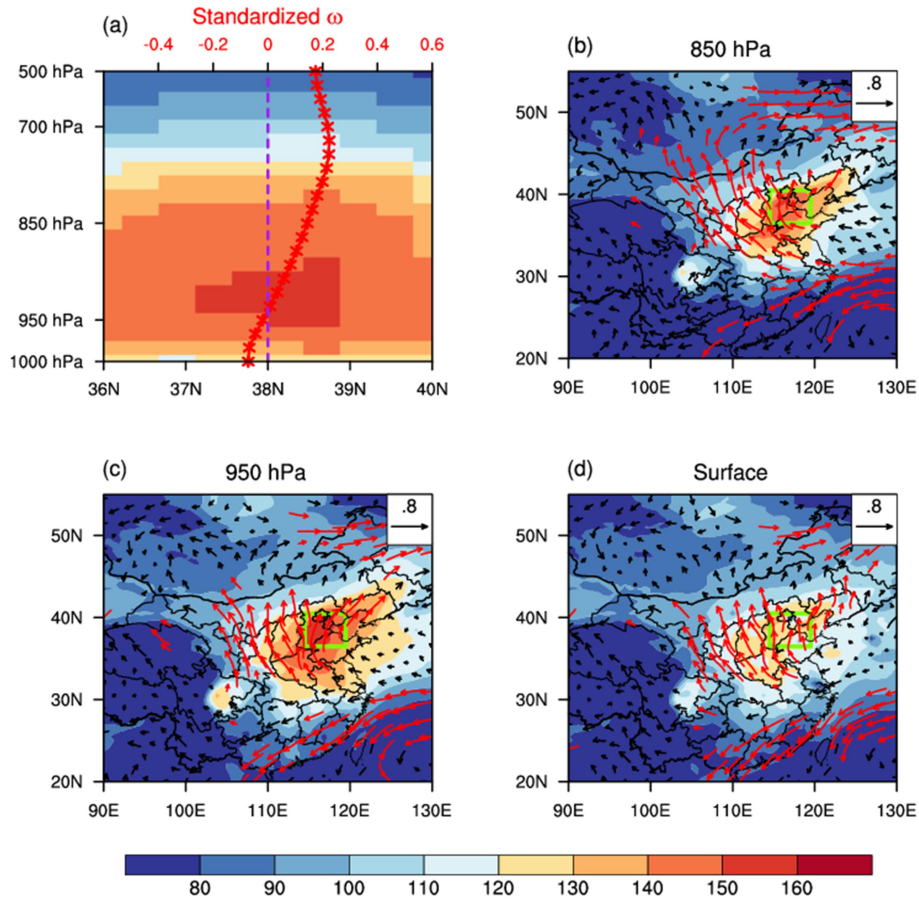 (a)
Standardized ω
-0.4 -0.2 0 0.2 0.4 0.6
500 hPa
700 hPa
850 hPa
950 hPa
1000 hPa
36N 37N 38N 39N 40N
(b) 850 hPa
.8
50N
40N
30N
20N
90E 100E 110E 120E 130E
(c) 950 hPa
.8
50N
40N
30N
20N
90E 100E 110E 120E 130E
(d) Surface
.8
50N
40N
30N
20N
90E 100E 110E 120E 130E
80 90 100 110 120 130 140 150 160